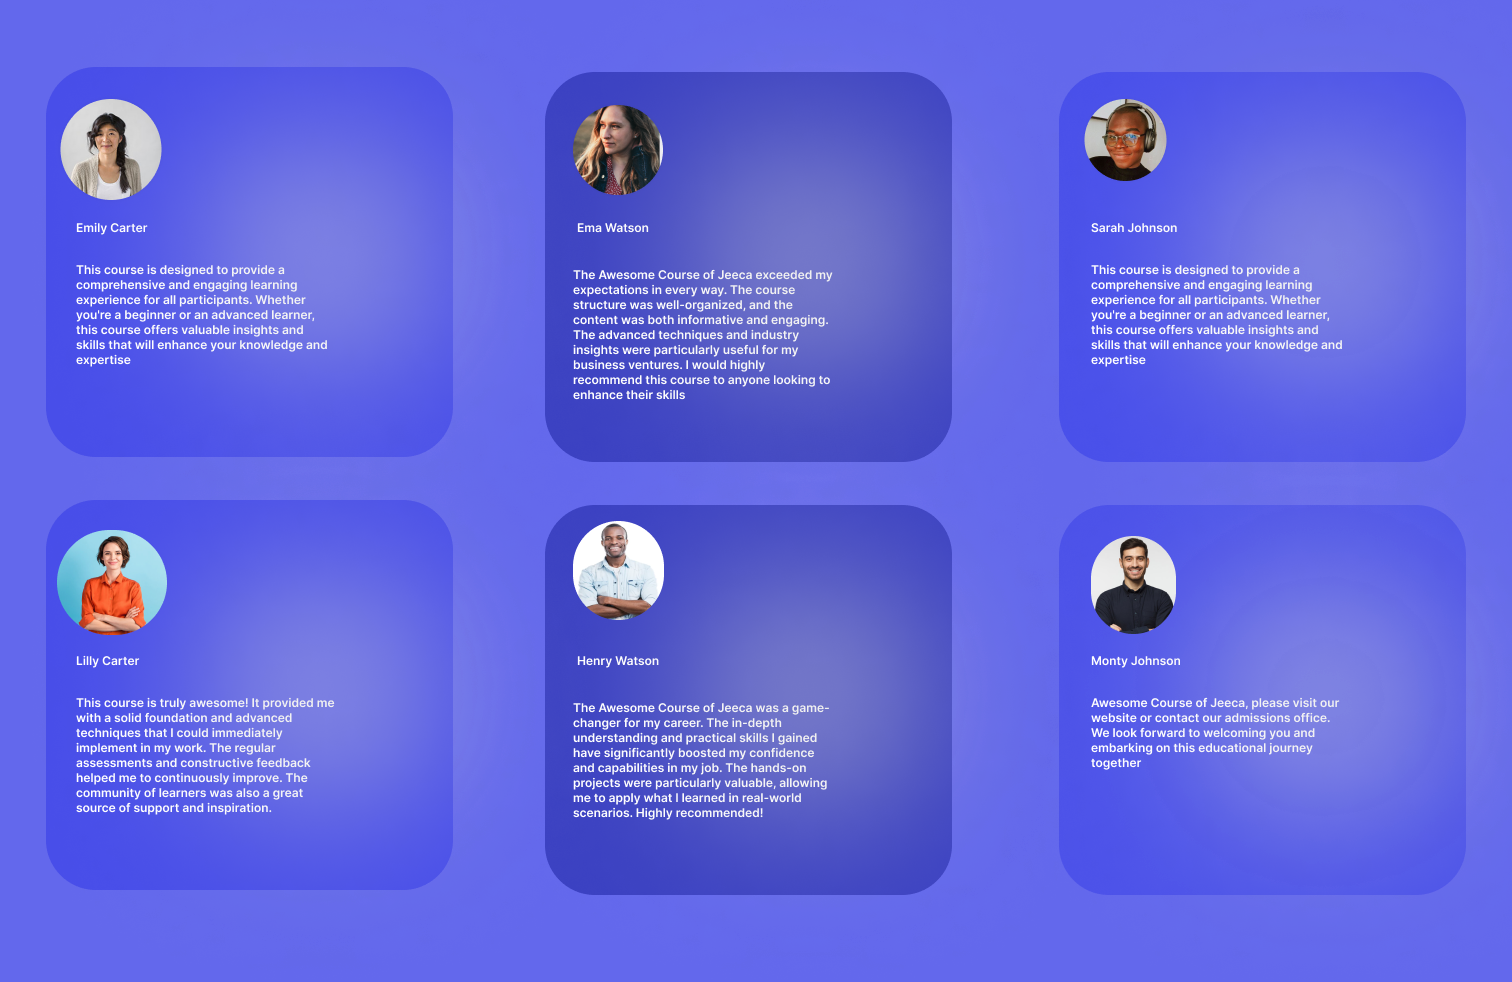 Emily Carter
This course is designed to provide a
comprehensive and engaging learning
experience for all participants. Whether
you're a beginner or an advanced learner,
this course offers valuable insights and
skills that will enhance your knowledge and
expertise
Ema Watson
The Awesome Course of Jeeca exceeded my
expectations in every way. The course
structure was well-organized, and the
content was both informative and engaging.
The advanced techniques and industry
insights were particularly useful for my
business ventures. I would highly
recommend this course to anyone looking to
enhance their skills
Sarah Johnson
This course is designed to provide a
comprehensive and engaging learning
experience for all participants. Whether
you're a beginner or an advanced learner,
this course offers valuable insights and
skills that will enhance your knowledge and
expertise
Lilly Carter
This course is truly awesome! It provided me
with a solid foundation and advanced
techniques that I could immediately
implement in my work. The regular
assessments and constructive feedback
helped me to continuously improve. The
community of learners was also a great
source of support and inspiration.
Henry Watson
The Awesome Course of Jeeca was a game-
changer for my career. The in-depth
understanding and practical skills I gained
have significantly boosted my confidence
and capabilities in my job. The hands-on
projects were particularly valuable, allowing
me to apply what I learned in real-world
scenarios. Highly recommended!
Monty Johnson
Awesome Course of Jeeca, please visit our
website or contact our admissions office.
We look forward to welcoming you and
embarking on this educational journey
together